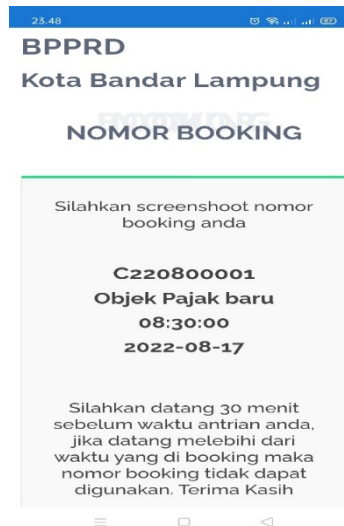 23.48
BPPRD
Kota Bandar Lampung
NOMOR BOOKING
Silahkan screenshoot nomor
booking anda
C220800001
Objek Pajak baru
08:30:00
2022-08-17
Silahkan datang 30 menit
sebelum waktu antrian anda,
jika datang melebihi dari
waktu yang di booking maka
nomor booking tidak dapat
digunakan. Terima Kasih